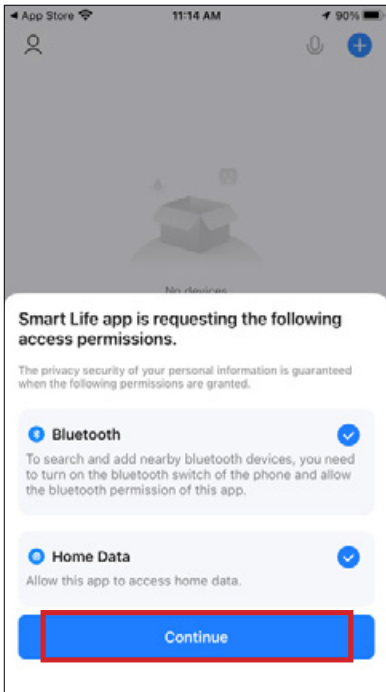 App Store 11:14 AM 90%
No devices
Smart Life app is requesting the following
access permissions.
The privacy security of your personal information is guaranteed
when the following permissions are granted.
Bluetooth
To search and add nearby bluetooth devices, you need
to turn on the bluetooth switch of the phone and allow
the bluetooth permission of this app.
Home Data
Allow this app to access home data.
Continue